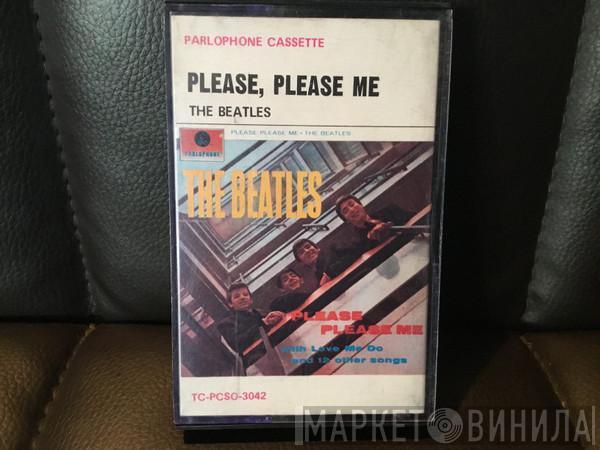 PARLOPHONE CASSETTE
PLEASE, PLEASE ME
THE BEATLES
PLEASE PLEASE ME • THE BEATLES
PARLOPHONE
THE BEATLES
PLEASE
PLEASE ME
with Love Me Do
and 12 other songs
TC-PCSO-3042
МАРКЕТ ВИНИЛА